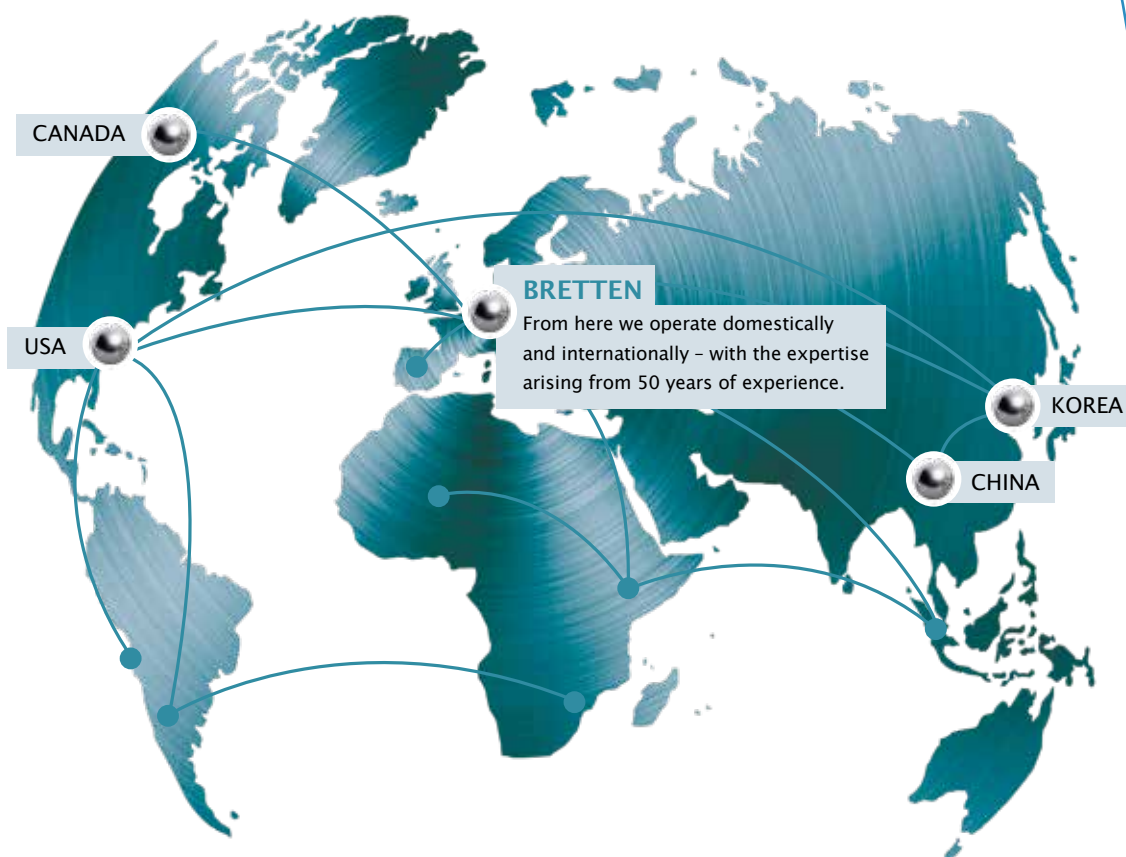 CANADA
BRETTEN
From here we operate domestically
and internationally – with the expertise
arising from 50 years of experience.
USA
KOREA
CHINA